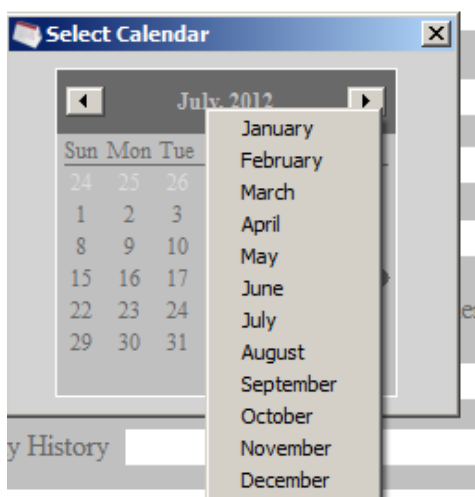 Select Calendar
July, 2012
Sun Mon Tue
24 25 26
1 2 3
8 9 10
15 16 17
22 23 24
29 30 31
January
February
March
April
May
June
July
August
September
October
November
December
y History